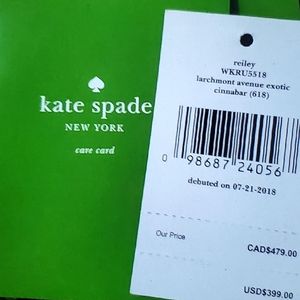 kate spade
NEW YORK
care card
reiley
WKRU5518
larchmont avenue exotic
cinnabar (618)
0 98687 24056
debuted on 07-21-2018
Our Price
CAD$479.00
USD$399.00